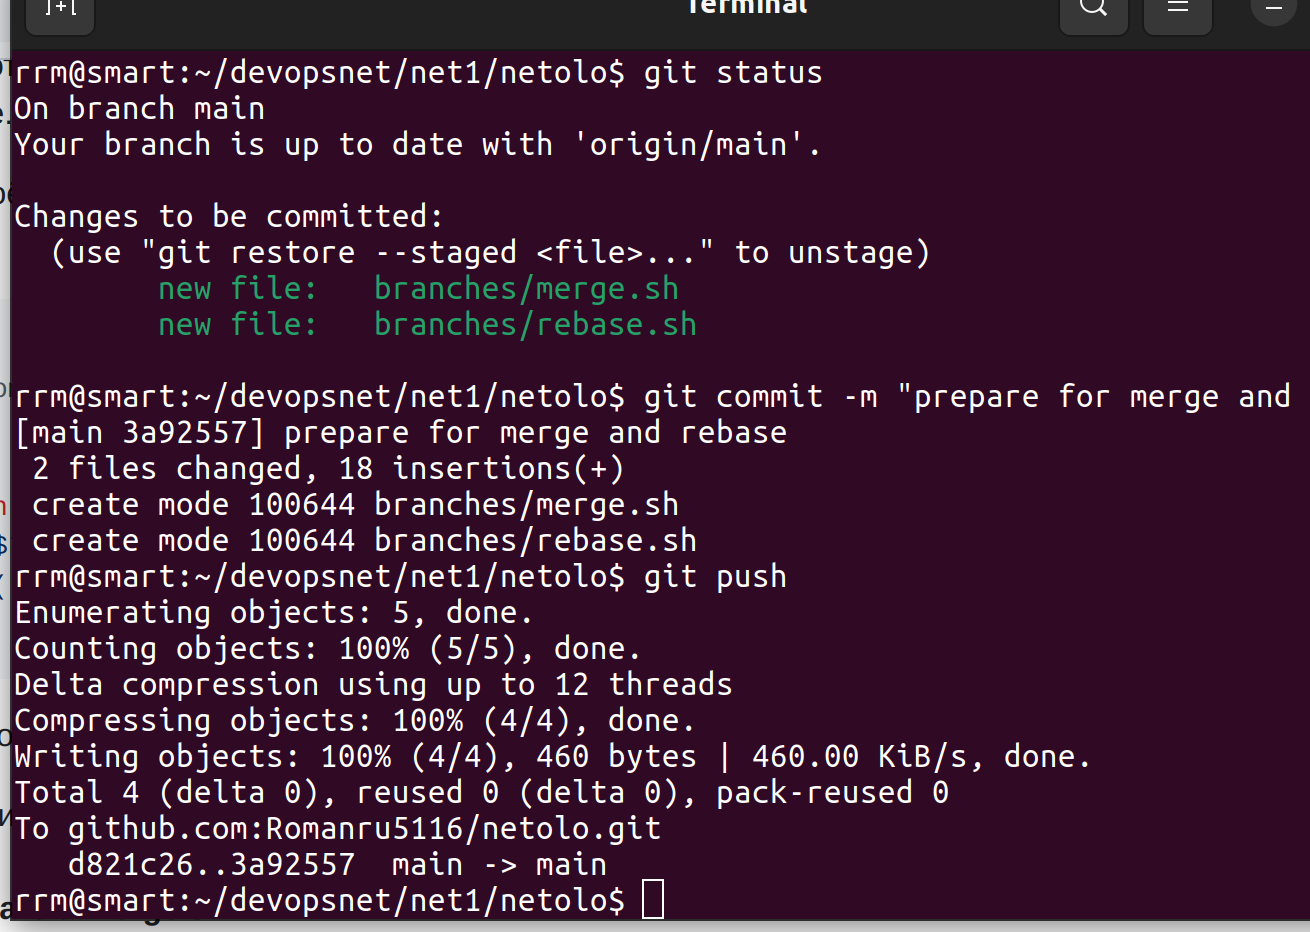 Terminal
rrm@smart:~/devopsnet/net1/netolo$ git status
On branch main
Your branch is up to date with 'origin/main'.
Changes to be committed:
  (use "git restore --staged <file>..." to unstage)
        new file:   branches/merge.sh
        new file:   branches/rebase.sh
rrm@smart:~/devopsnet/net1/netolo$ git commit -m "prepare for merge and
[main 3a92557] prepare for merge and rebase
 2 files changed, 18 insertions(+)
 create mode 100644 branches/merge.sh
 create mode 100644 branches/rebase.sh
rrm@smart:~/devopsnet/net1/netolo$ git push
Enumerating objects: 5, done.
Counting objects: 100% (5/5), done.
Delta compression using up to 12 threads
Compressing objects: 100% (4/4), done.
Writing objects: 100% (4/4), 460 bytes | 460.00 KiB/s, done.
Total 4 (delta 0), reused 0 (delta 0), pack-reused 0
To github.com:Romanru5116/netolo.git
   d821c26..3a92557  main -> main
rrm@smart:~/devopsnet/net1/netolo$